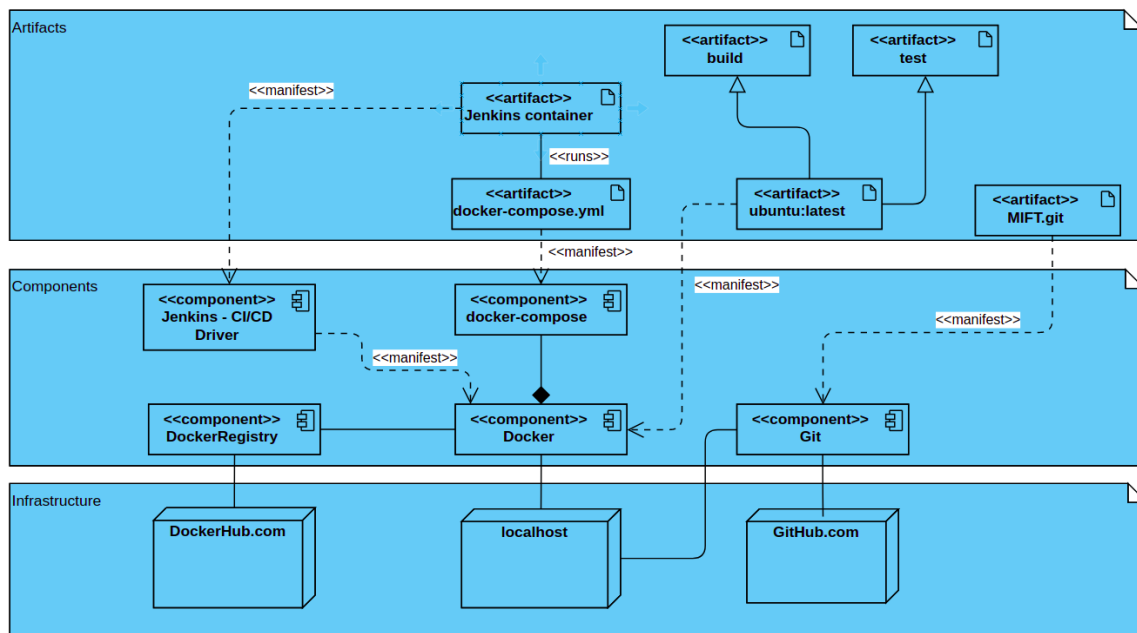 Artifacts
<<artifact>>
build
<<artifact>>
test
<<manifest>>
<<artifact>>
Jenkins container
<<runs>>
<<artifact>>
docker-compose.yml
<<artifact>>
ubuntu:latest
<<artifact>>
MIFT.git
<<manifest>>
Components
<<manifest>>
<<component>>
Jenkins - CI/CD
Driver
<<component>>
docker-compose
<<manifest>>
<<manifest>>
<<component>>
DockerRegistry
<<component>>
Docker
<<component>>
Git
Infrastructure
DockerHub.com
localhost
GitHub.com